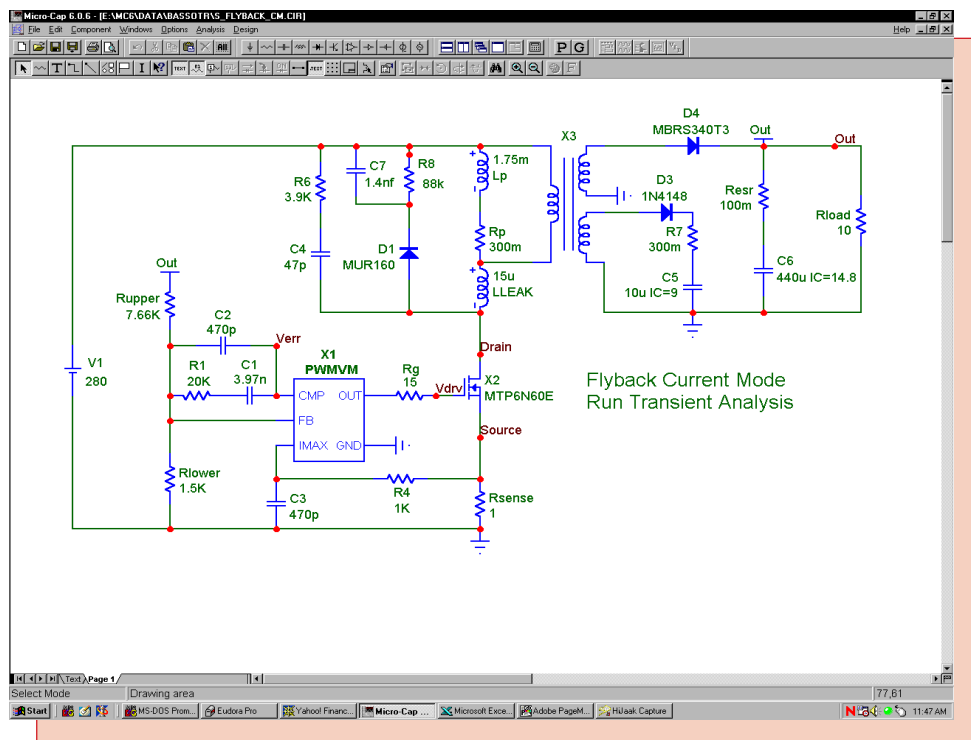 Micro-Cap 6.0.6 - [E:\MC6\DATA\BASSOTR\S_FLYBACK_CM.CIR]
File Edit Component Windows Options Analysis Design Help
P G
T I ? TEXT .TEXT F
D4
MBRS340T3
Out
Out
X3
C7
1.4nf
R8
88k
1.75m
Lp
R6
3.9K
D3
1N4148
Resr
100m
Rload
10
Rp
300m
R7
300m
C4
47p
D1
MUR160
15u
LLEAK
C5
10u IC=9
C6
440u IC=14.8
Out
Rupper
7.66K
C2
470p
Verr
Drain
V1
280
R1
20K
C1
3.97n
X1
PWMVM
Rg
15
Vdrv
X2
MTP6N60E
CMP OUT
FB
IMAX GND
Flyback Current Mode
Run Transient Analysis
Source
Rlower
1.5K
C3
470p
R4
1K
Rsense
1
Text Page 1
Select Mode Drawing area 77,61
Start MS-DOS Prom... Eudora Pro Yahoo! Financ... Micro-Cap ... Microsoft Exce... Adobe PageM... HiJaak Capture N 11:47 AM